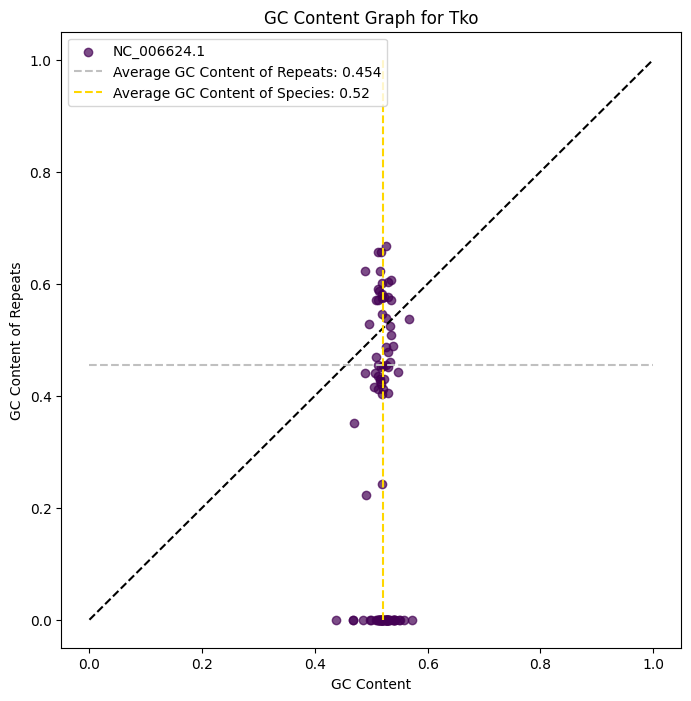 GC Content Graph for Tko
NC_006624.1
Average GC Content of Repeats: 0.454
Average GC Content of Species: 0.52
1.0
0.8
0.6
0.4
0.2
0.0
GC Content of Repeats
0.0 0.2 0.4 0.6 0.8 1.0
GC Content